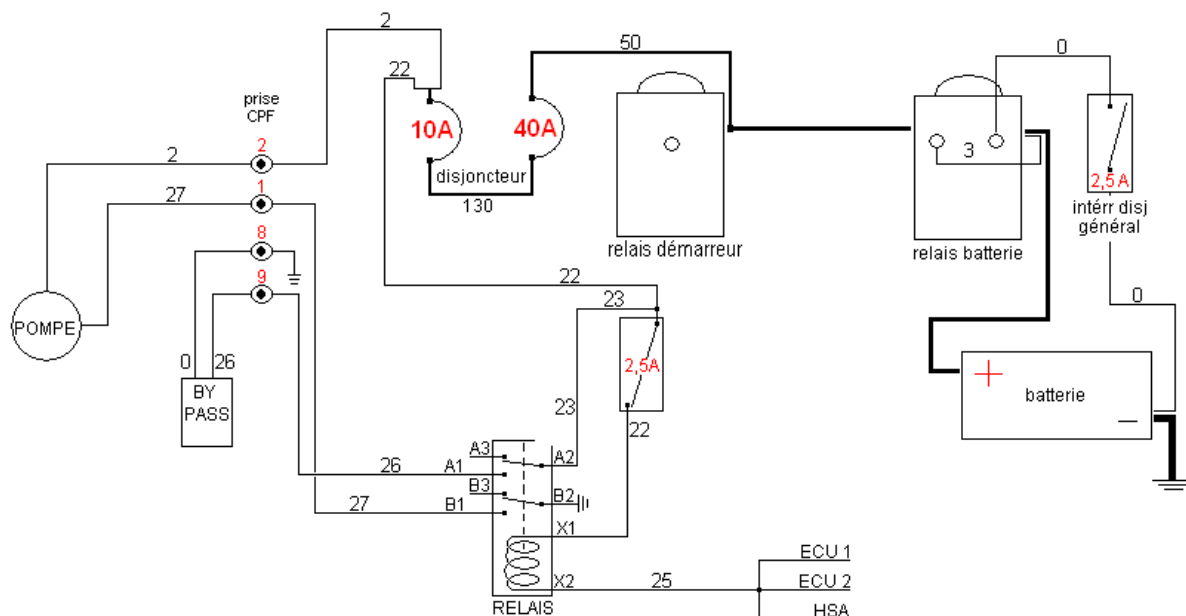 2
50
0
22
prise
CPF
10A
40A
2
2
3
disjoncteur
2,5A
27
1
130
intérr disj
général
relais démarreur
relais batterie
8
9
22
0
23
POMPE
2,5A
0
26
BY
PASS
+
batterie
—
23
22
A3
A2
26
A1
B3
B2
27
B1
X1
ECU 1
X2
25
ECU 2
RELAIS
HSA